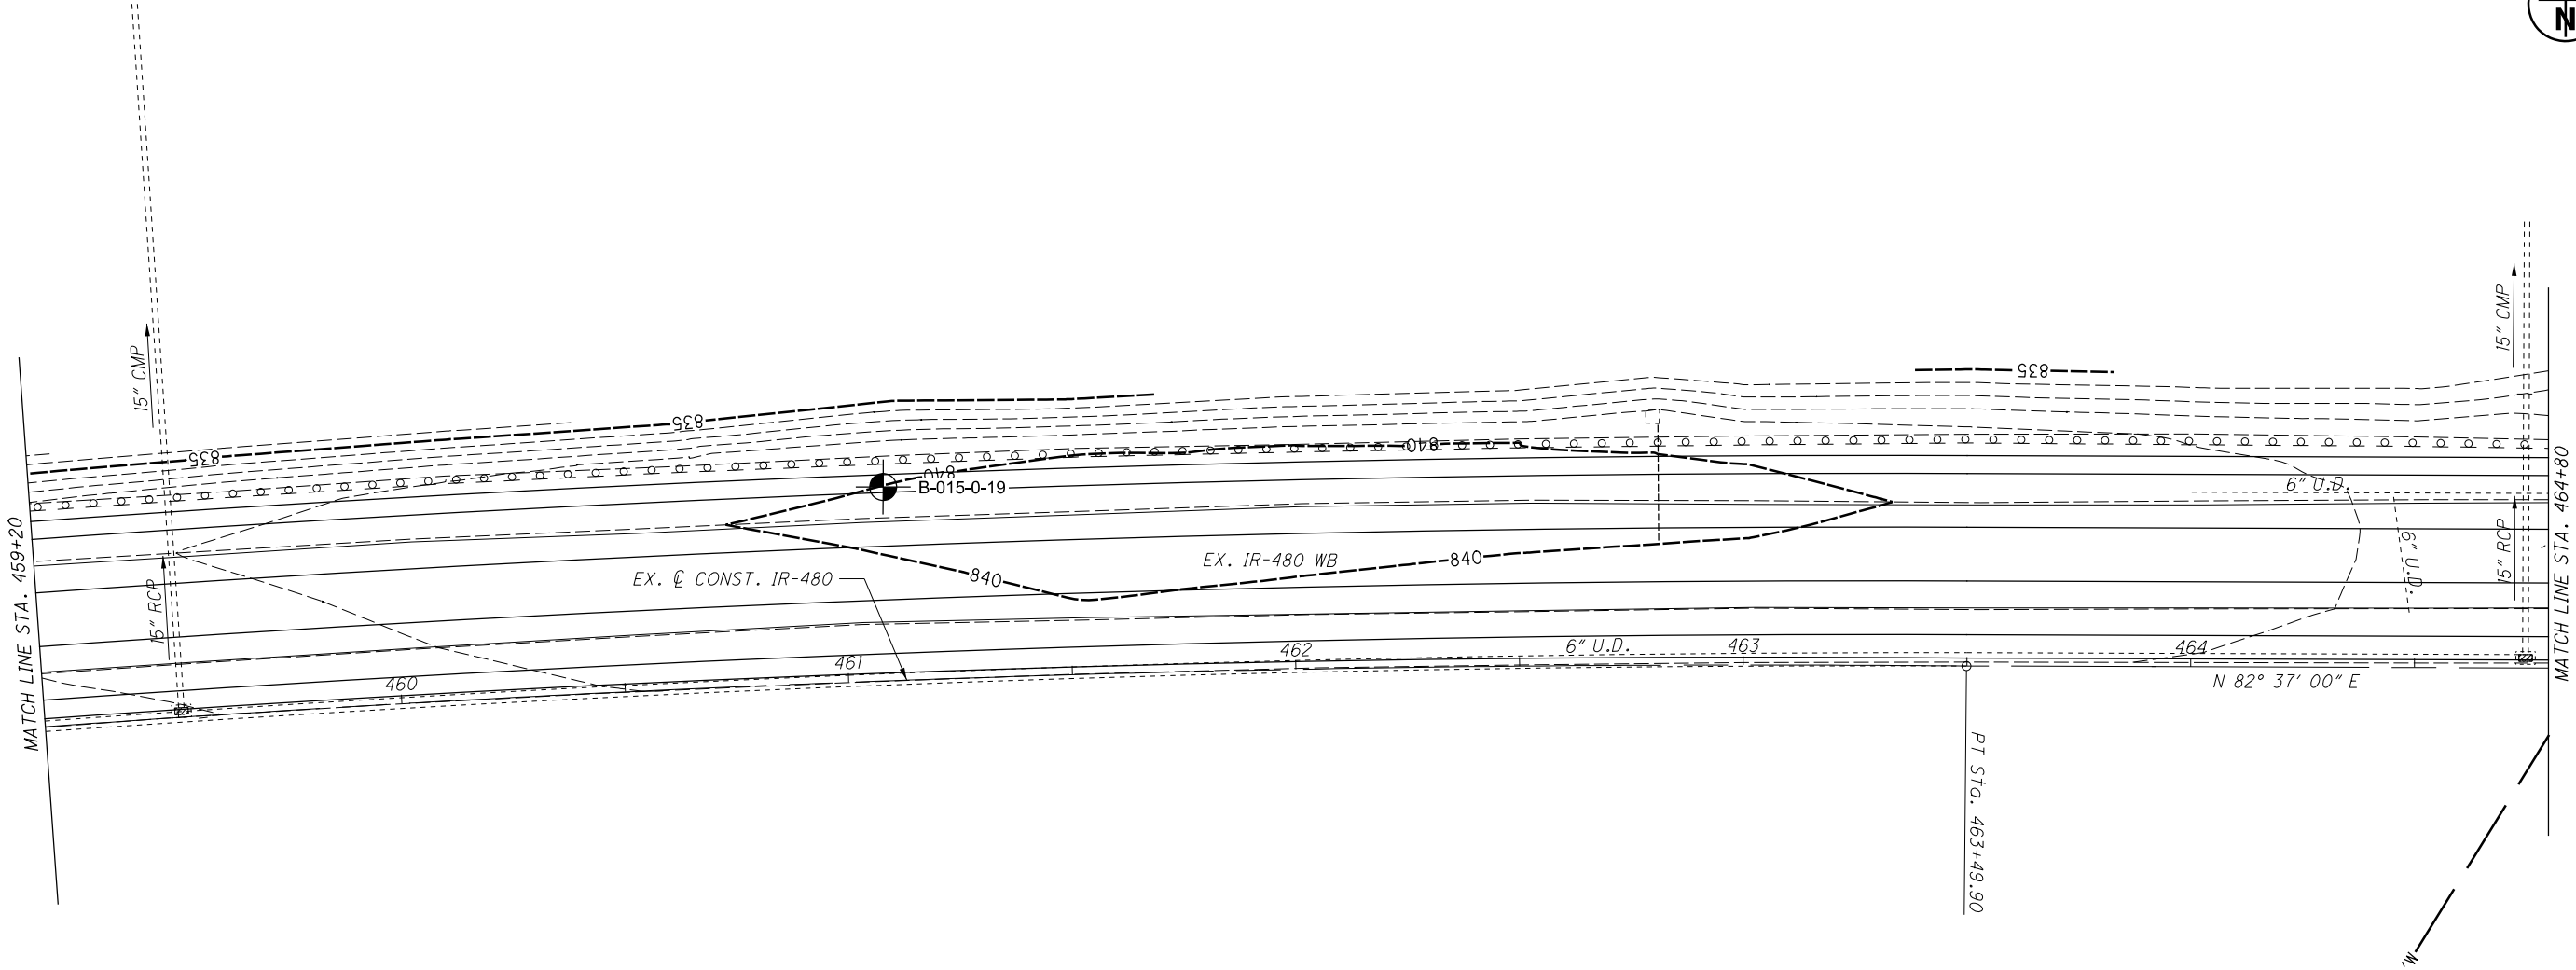 N
15" CMP
15" CMP
835
835
835
840
840
B-015-0-19
6" U.D.
MATCH LINE STA. 459+20
MATCH LINE STA. 464+80
15" RCP
15" RCP
6" U.D.
EX. IR-480 WB
840
840
EX. ℄ CONST. IR-480
460
461
462
6" U.D.
463
464
N 82° 37' 00" E
PT Sta. 463+49.90